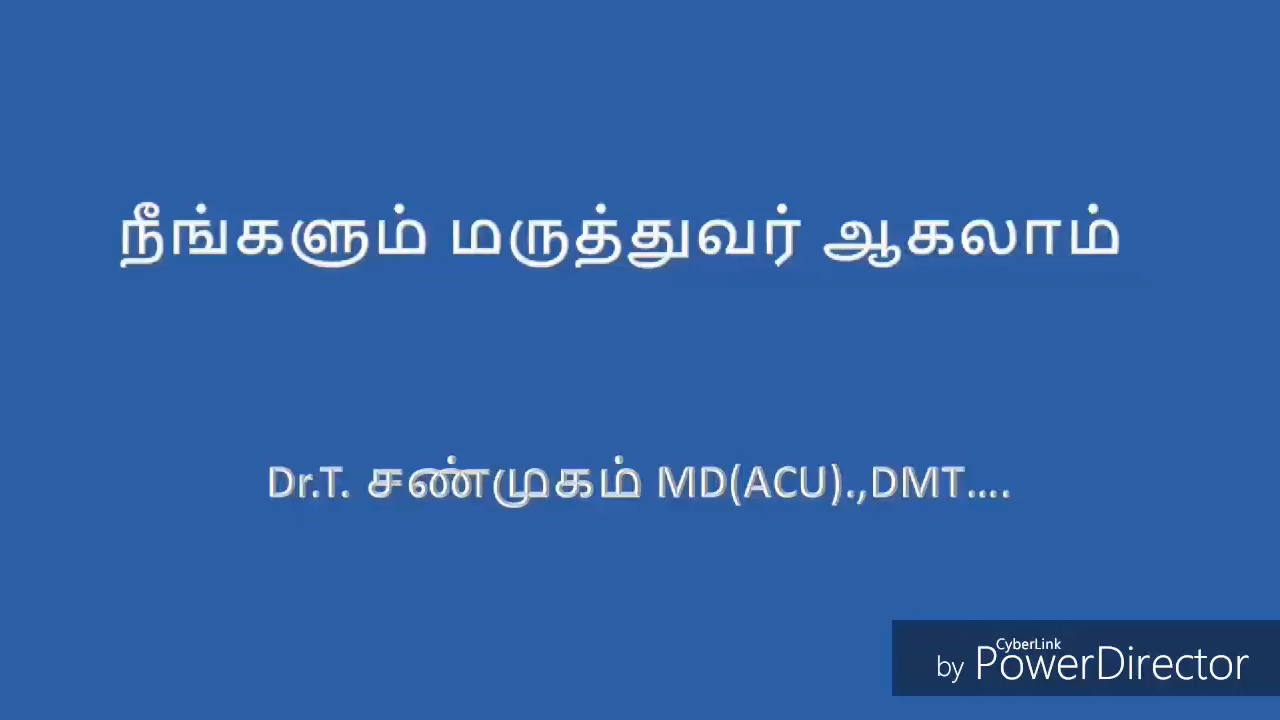 நீங்களும் மருத்துவர் ஆகலாம்
Dr.T. சண்முகம் MD(ACU).,DMT....
CyberLink
by PowerDirector